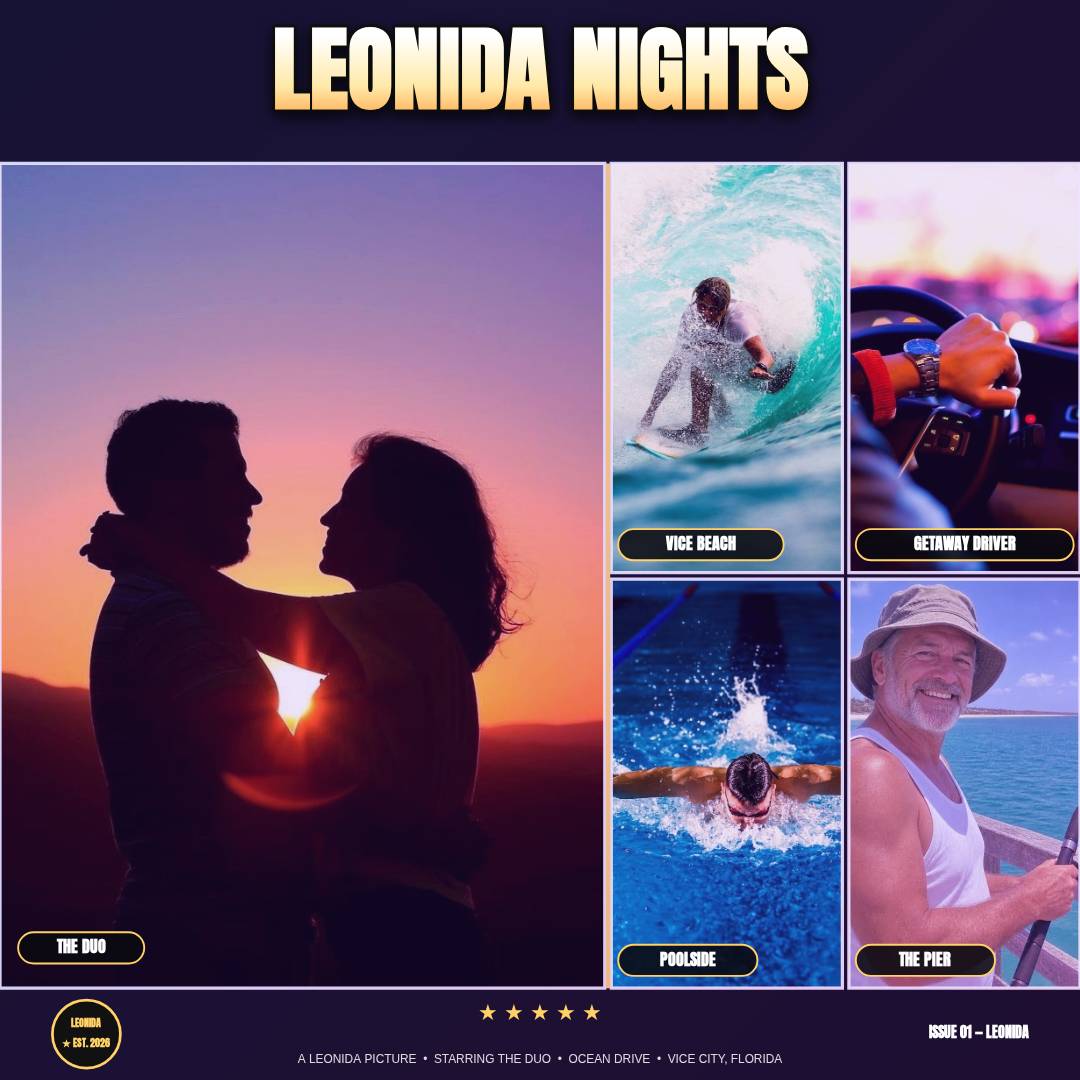 LEONIDA NIGHTS
VICE BEACH
GETAWAY DRIVER
THE DUO
POOLSIDE
THE PIER
LEONIDA
★ EST. 2026
★ ★ ★ ★ ★
A LEONIDA PICTURE • STARRING THE DUO • OCEAN DRIVE • VICE CITY, FLORIDA
ISSUE 01 – LEONIDA